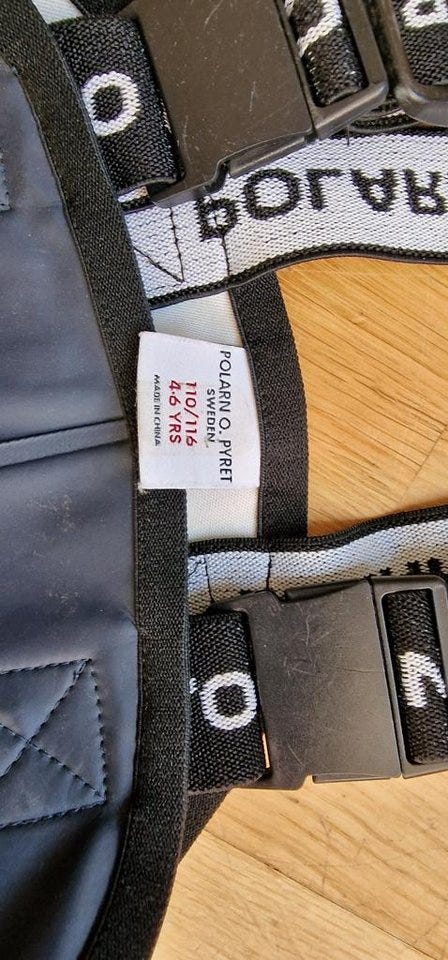 POLAR
POLARN O. PYRET
SWEDEN
110/116
4-6 YRS
MADE IN CHINA
O
O